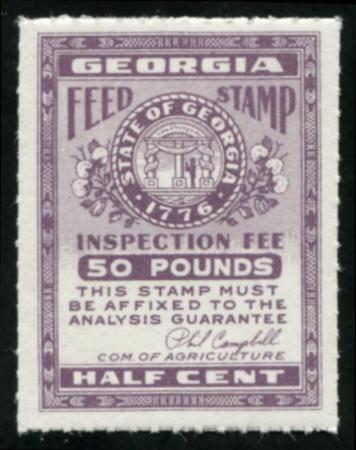 GEORGIA
FEED STAMP
STATE OF GEORGIA
1776
INSPECTION FEE
50 POUNDS
THIS STAMP MUST
BE AFFIXED TO THE
ANALYSIS GUARANTEE
Phil Campbell
COM. OF AGRICULTURE
HALF CENT